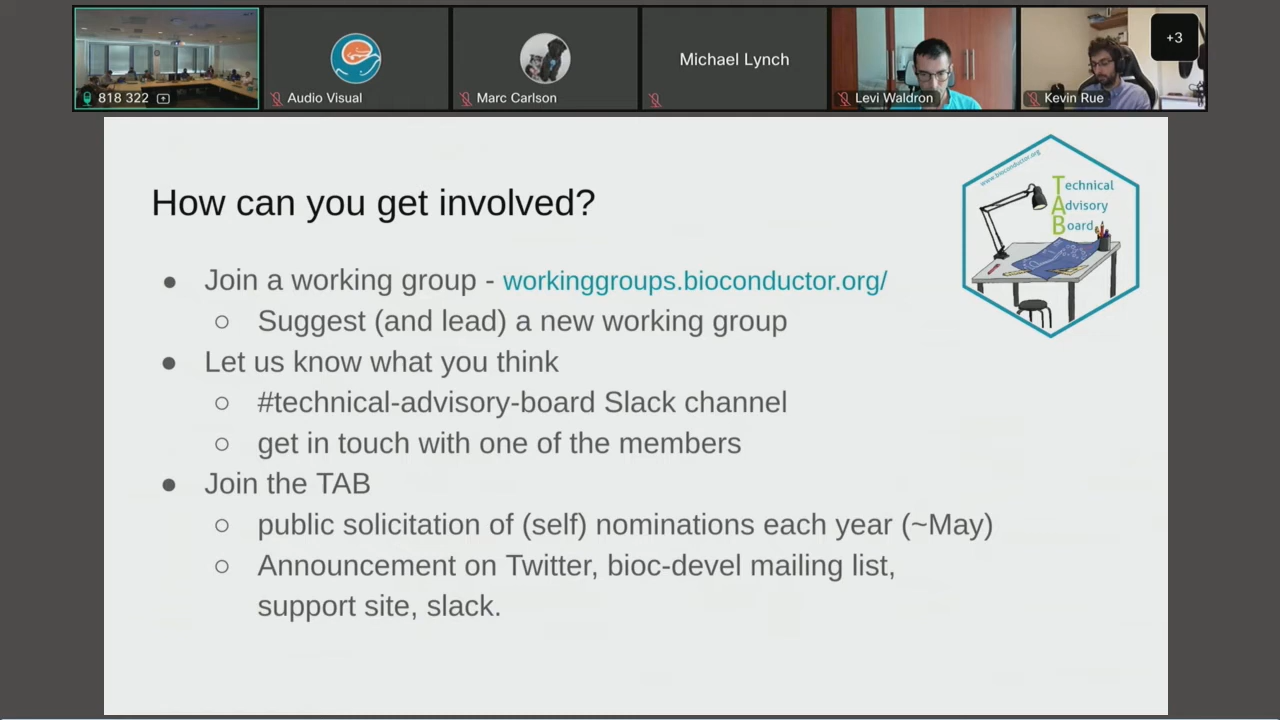 818 322
Audio Visual
Marc Carlson
Michael Lynch
Levi Waldron
Kevin Rue
+3
How can you get involved?
www.bioconductor.org
Technical
Advisory
Board
● Join a working group - workinggroups.bioconductor.org/
○ Suggest (and lead) a new working group
● Let us know what you think
○ #technical-advisory-board Slack channel
○ get in touch with one of the members
● Join the TAB
○ public solicitation of (self) nominations each year (~May)
○ Announcement on Twitter, bioc-devel mailing list,
support site, slack.